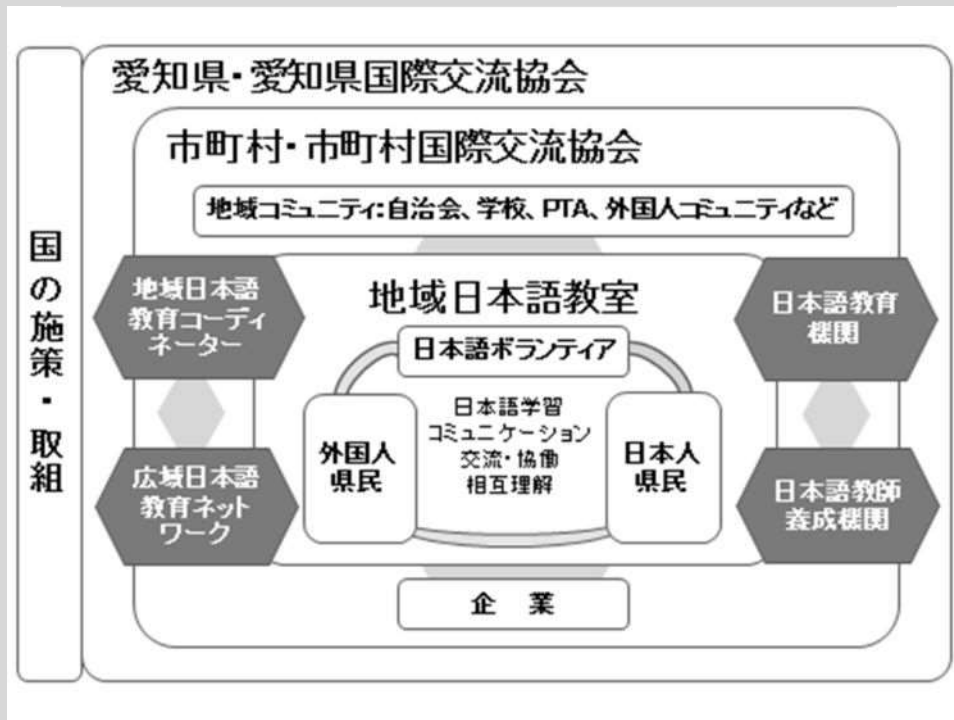 愛知県・愛知県国際交流協会
市町村・市町村国際交流協会
地域コミュニティ:自治会、学校、PTA、外国人コミュニティなど
国の施策・取組
地域日本語
教育コーディ
ネーター
地域日本語教室
日本語教育
機関
日本語ボランティア
外国人
県民
日本語学習
コミュニケーション
交流・協働
相互理解
日本人
県民
広域日本語
教育ネット
ワーク
日本語教師
養成機関
企 業